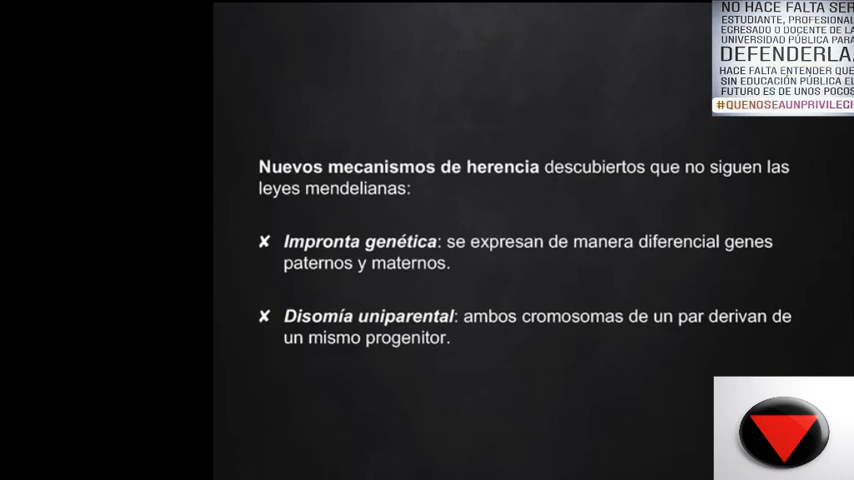 NO HACE FALTA SER
ESTUDIANTE, PROFESIONAL
EGRESADO O DOCENTE DE LA
UNIVERSIDAD PÚBLICA PARA
DEFENDERLA.
HACE FALTA ENTENDER QUE
SIN EDUCACIÓN PÚBLICA EL
FUTURO ES DE UNOS POCOS
#QUENOSEAUNPRIVILEGI
Nuevos mecanismos de herencia descubiertos que no siguen las
leyes mendelianas:
✘ Impronta genética: se expresan de manera diferencial genes
paternos y maternos.
✘ Disomía uniparental: ambos cromosomas de un par derivan de
un mismo progenitor.